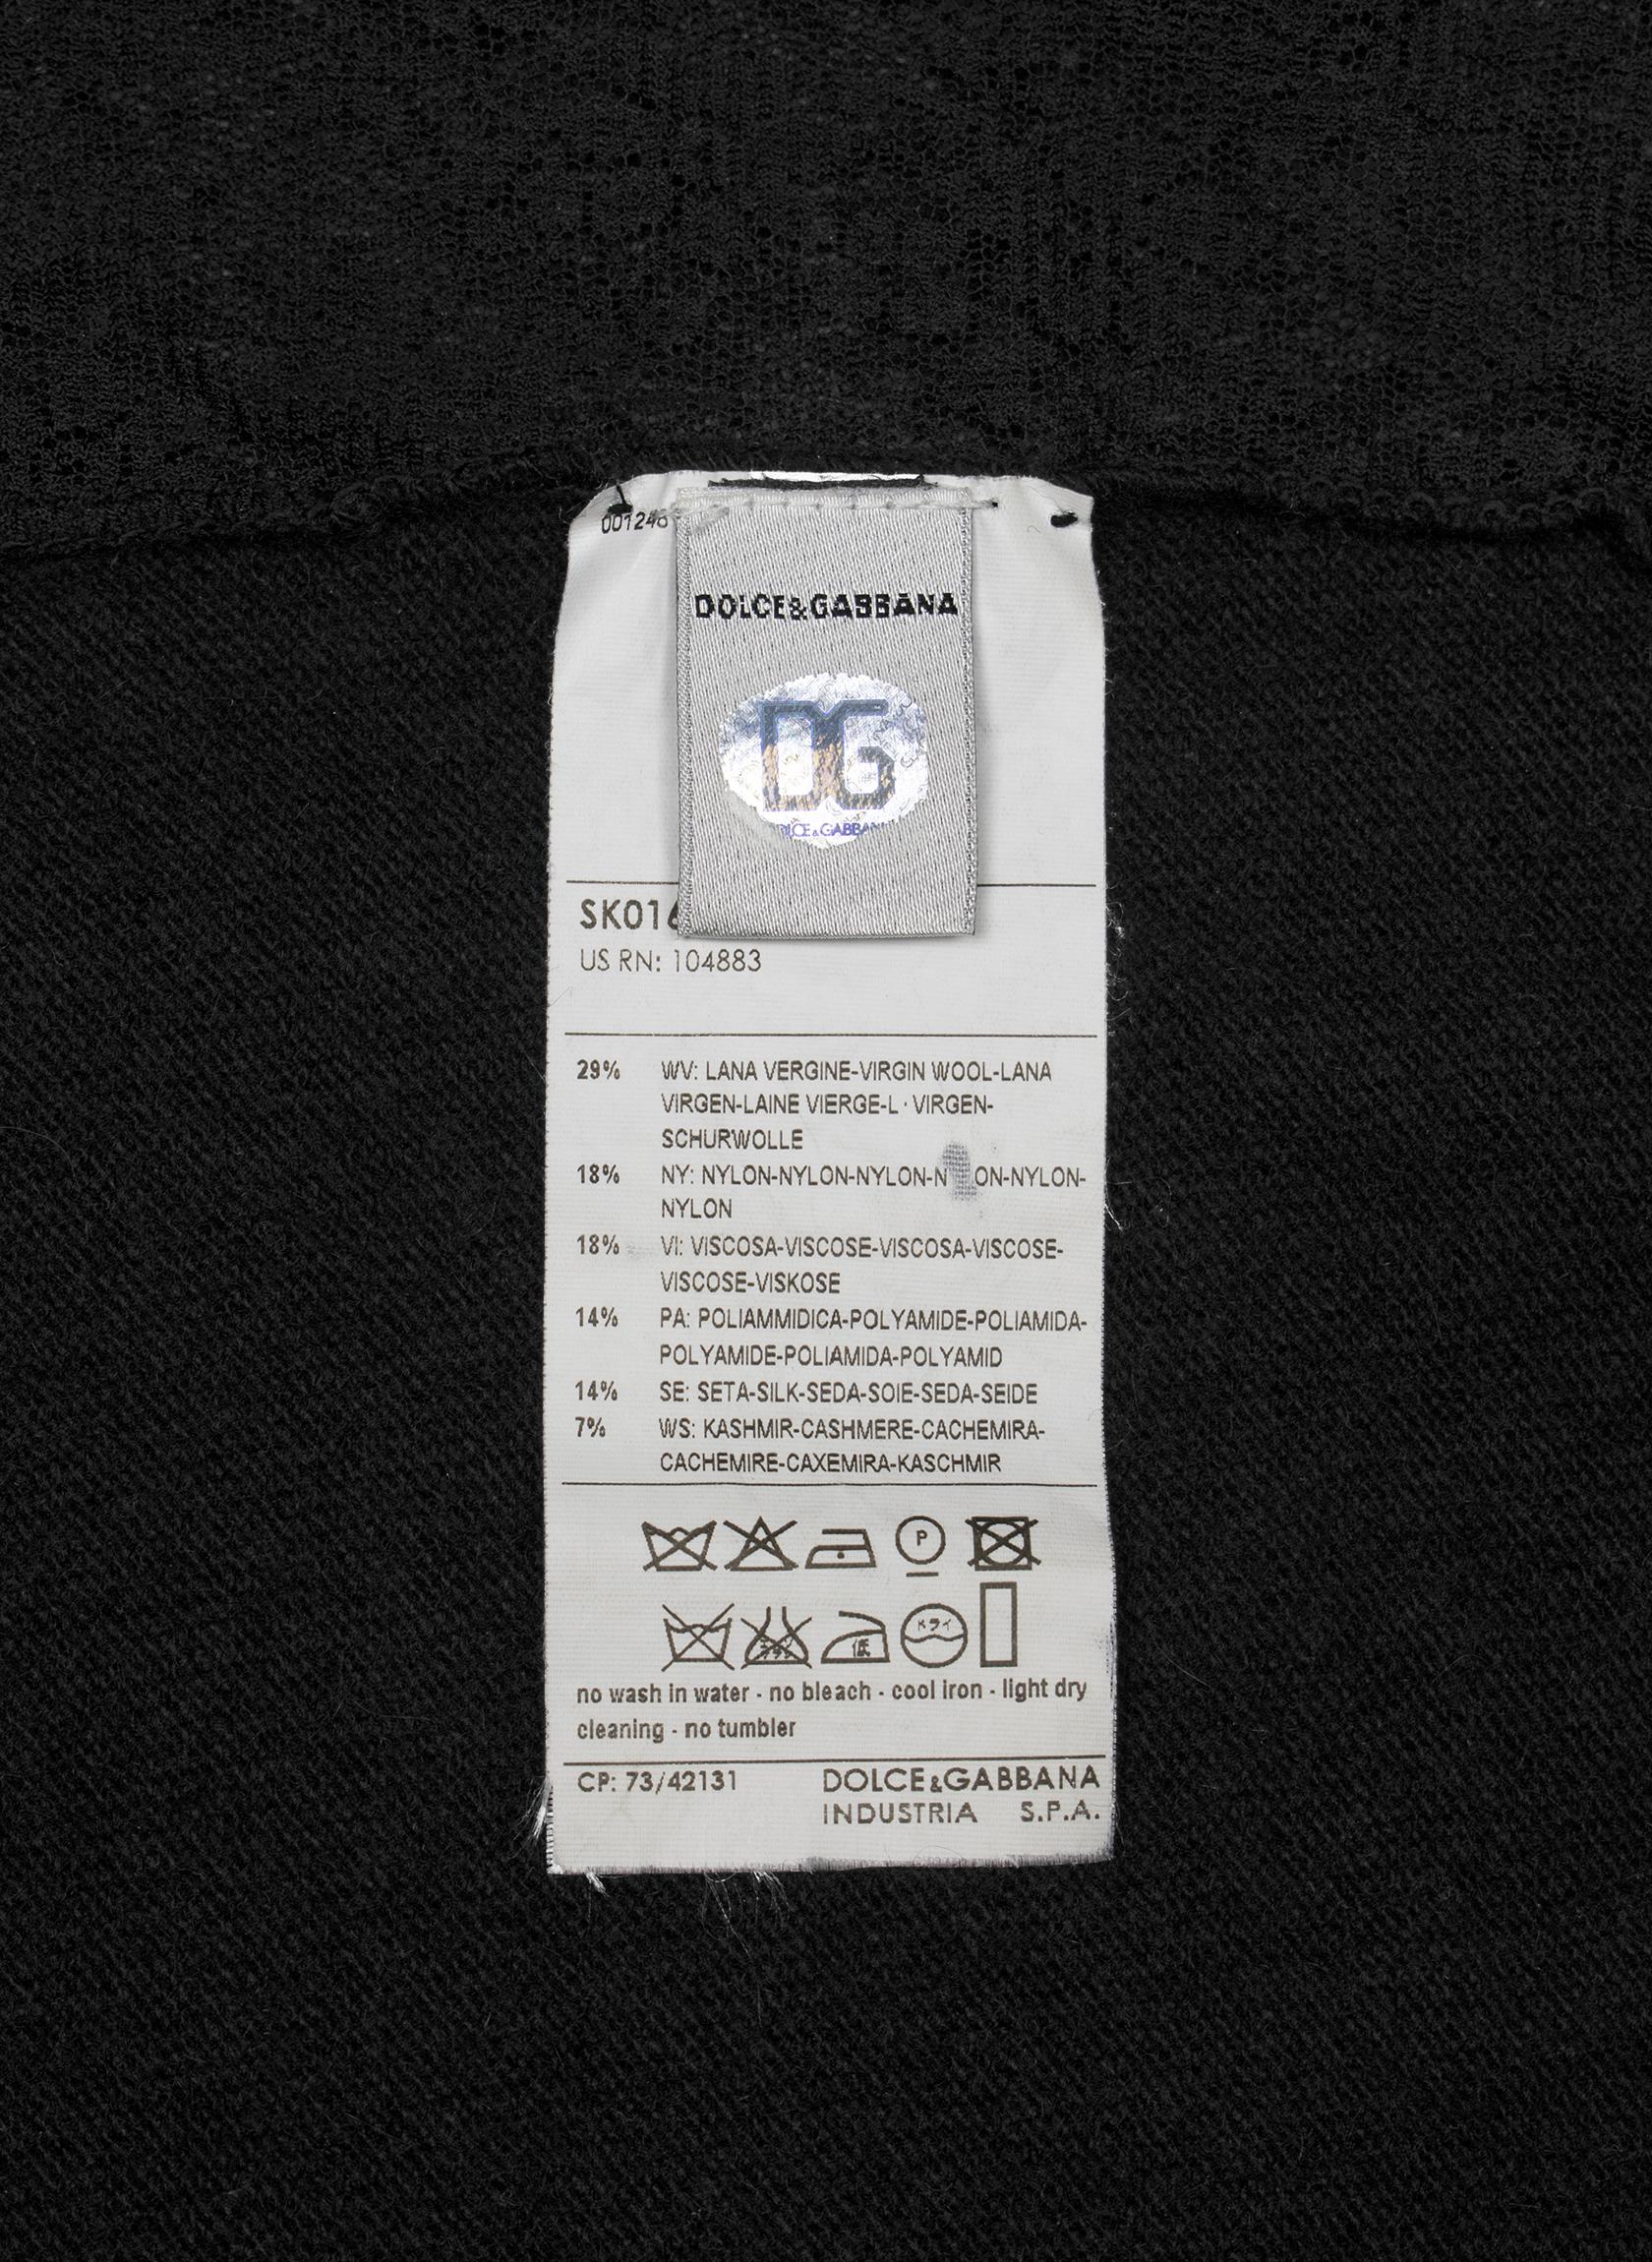 001246
DOLCE&GABBANA
DG
DOLCE&GABBANA
SK016
US RN: 104883
29% WV: LANA VERGINE-VIRGIN WOOL-LANA
VIRGEN-LAINE VIERGE-L · VIRGEN-
SCHURWOLLE
18% NY: NYLON-NYLON-NYLON-N ON-NYLON-
NYLON
18% VI: VISCOSA-VISCOSE-VISCOSA-VISCOSE-
VISCOSE-VISKOSE
14% PA: POLIAMMIDICA-POLYAMIDE-POLIAMIDA-
POLYAMIDE-POLIAMIDA-POLYAMID
14% SE: SETA-SILK-SEDA-SOIE-SEDA-SEIDE
7% WS: KASHMIR-CASHMERE-CACHEMIRA-
CACHEMIRE-CAXEMIRA-KASCHMIR
P
低 ドライ
no wash in water - no bleach - cool iron - light dry
cleaning - no tumbler
CP: 73/42131 DOLCE&GABBANA
INDUSTRIA S.P.A.